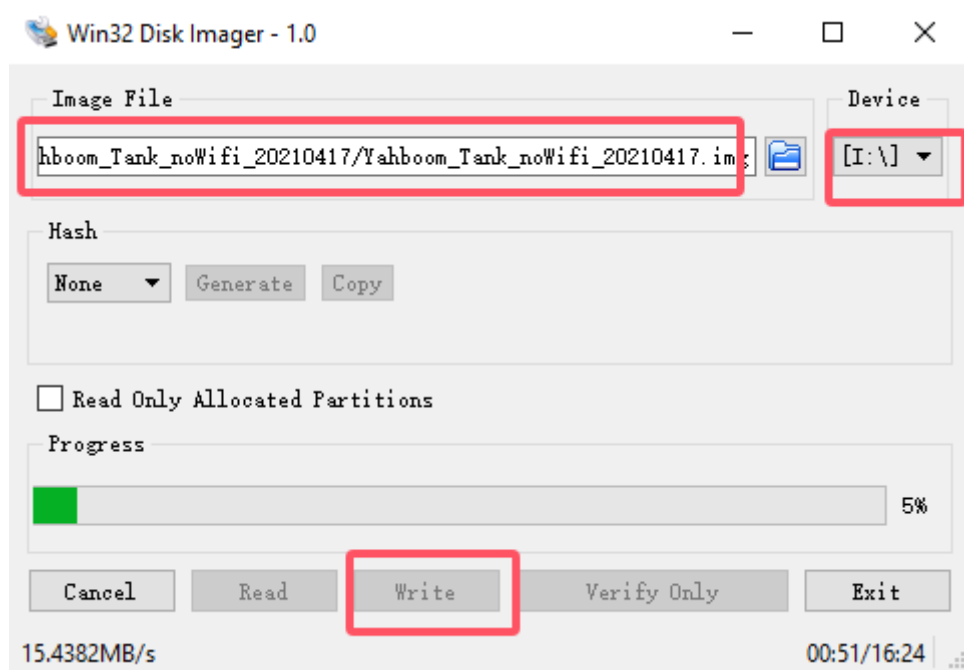 Win32 Disk Imager - 1.0
Image File
Device
hboom_Tank_noWifi_20210417/Yahboom_Tank_noWifi_20210417.img
[I:\]
Hash
None
Generate
Copy
Read Only Allocated Partitions
Progress
5%
Cancel
Read
Write
Verify Only
Exit
15.4382MB/s
00:51/16:24